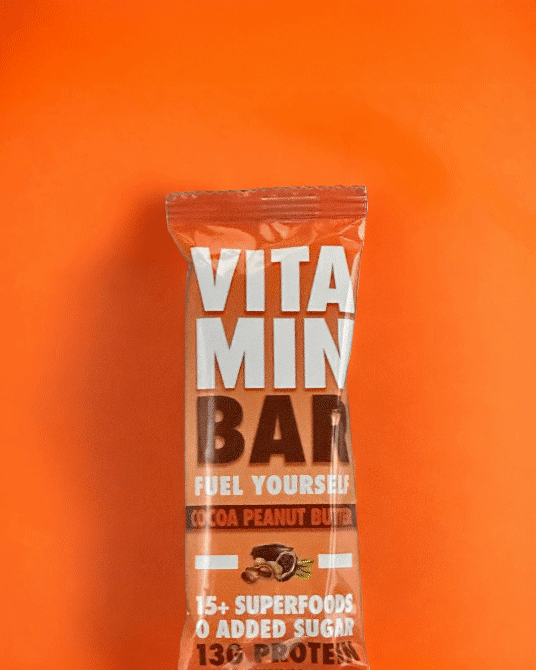 VITA
MIN
BAR
FUEL YOURSELF
COCOA PEANUT BUTTER
15+ SUPERFOODS
0 ADDED SUGAR
13G PROTEIN